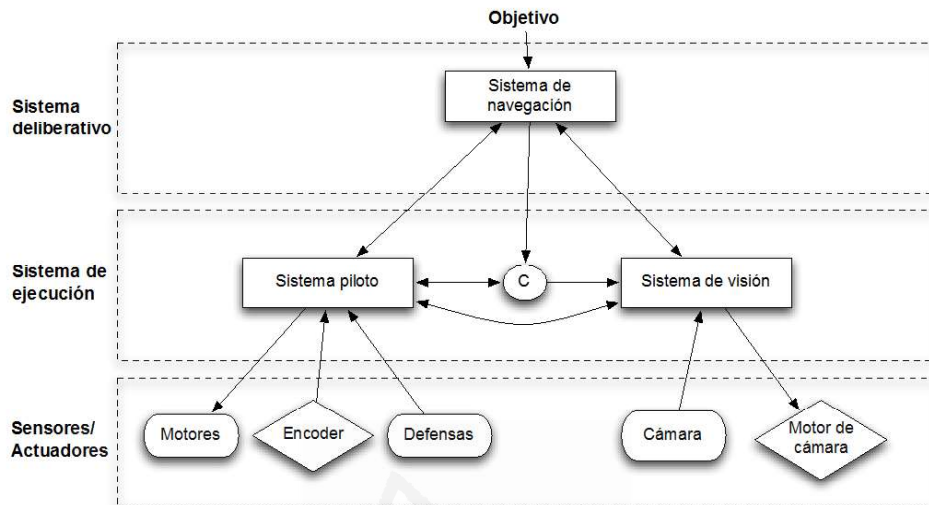 Objetivo
Sistema
deliberativo
Sistema de
navegación
Sistema de
ejecución
Sistema piloto
C
Sistema de visión
Sensores/
Actuadores
Motores
Encoder
Defensas
Cámara
Motor de
cámara